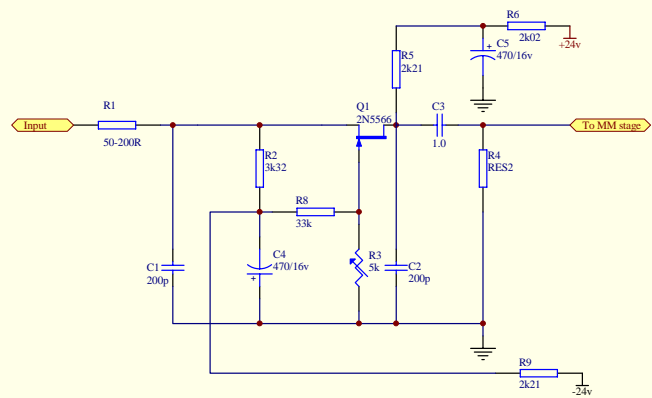 R6
2k02
+24v
C5
470/16v
R5
2k21
Q1
2N5566
C3
1.0
R1
Input
50-200R
To MM stage
R2
3k32
R4
RES2
R8
33k
C4
470/16v
R3
5k
C1
200p
C2
200p
R9
2k21
-24v
+
+